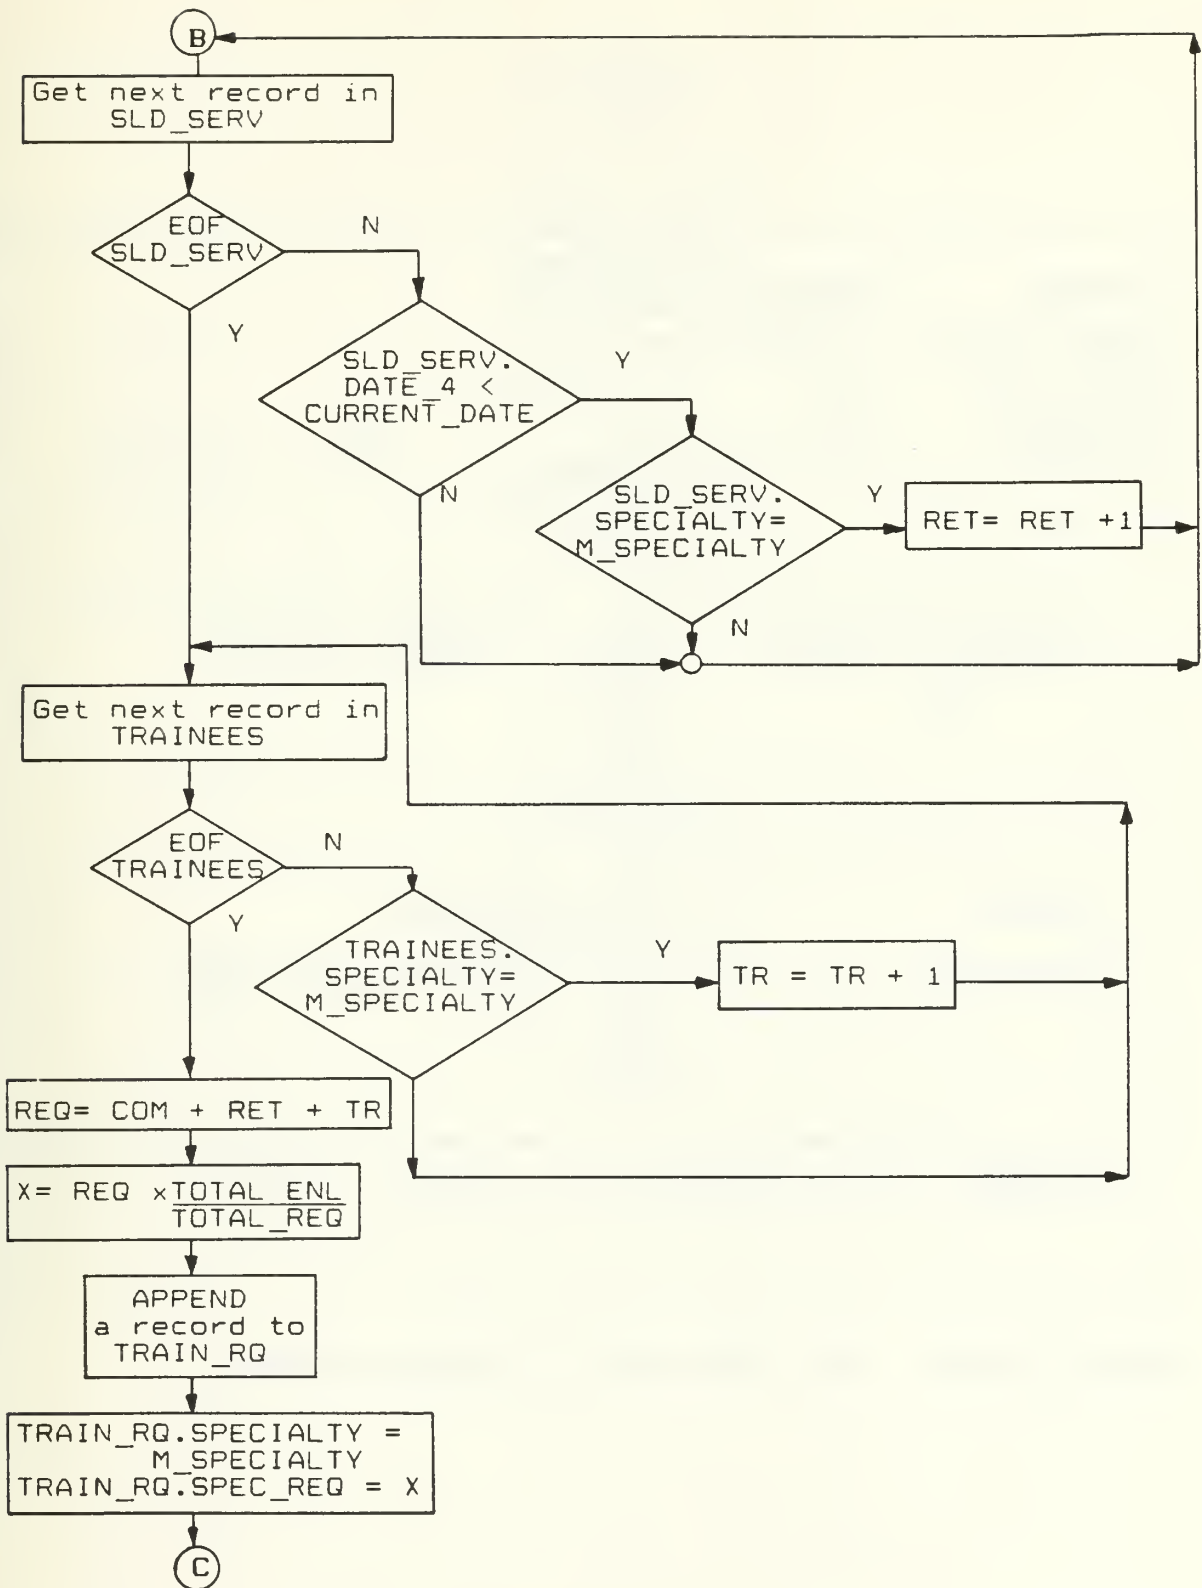 B
Get next record in
SLD_SERV
EOF
SLD_SERV
N
Y
SLD_SERV.
DATE_4 <
CURRENT_DATE
Y
N
SLD_SERV.
SPECIALTY=
M_SPECIALTY
Y
RET= RET +1
N
Get next record in
TRAINEES
EOF
TRAINEES
N
Y
TRAINEES.
SPECIALTY=
M_SPECIALTY
Y
TR = TR + 1
REQ= COM + RET + TR
X= REQ x TOTAL_ENL
TOTAL_REQ
APPEND
a record to
TRAIN_RQ
TRAIN_RQ.SPECIALTY =
M_SPECIALTY
TRAIN_RQ.SPEC_REQ = X
C